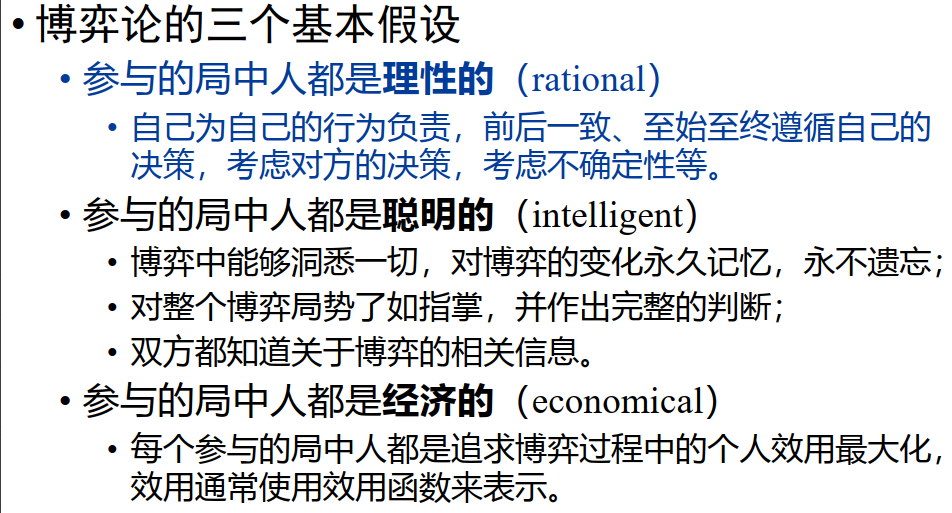 •博弈论的三个基本假设
•参与的局中人都是理性的（rational）
•自己为自己的行为负责，前后一致、至始至终遵循自己的
决策，考虑对方的决策，考虑不确定性等。
•参与的局中人都是聪明的（intelligent）
•博弈中能够洞悉一切，对博弈的变化永久记忆，永不遗忘；
•对整个博弈局势了如指掌，并作出完整的判断；
•双方都知道关于博弈的相关信息。
•参与的局中人都是经济的（economical）
•每个参与的局中人都是追求博弈过程中的个人效用最大化，
效用通常使用效用函数来表示。